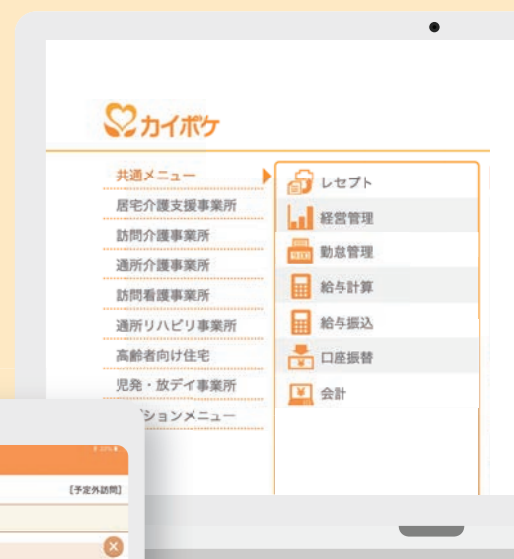 カイポケ
共通メニュー
居宅介護支援事業所
訪問介護事業所
通所介護事業所
訪問看護事業所
通所リハビリ事業所
高齢者向け住宅
児発・放デイ事業所
ションメニュー
レセプト
経営管理
勤怠管理
給与計算
給与振込
口座振替
会計
[予定外訪問]